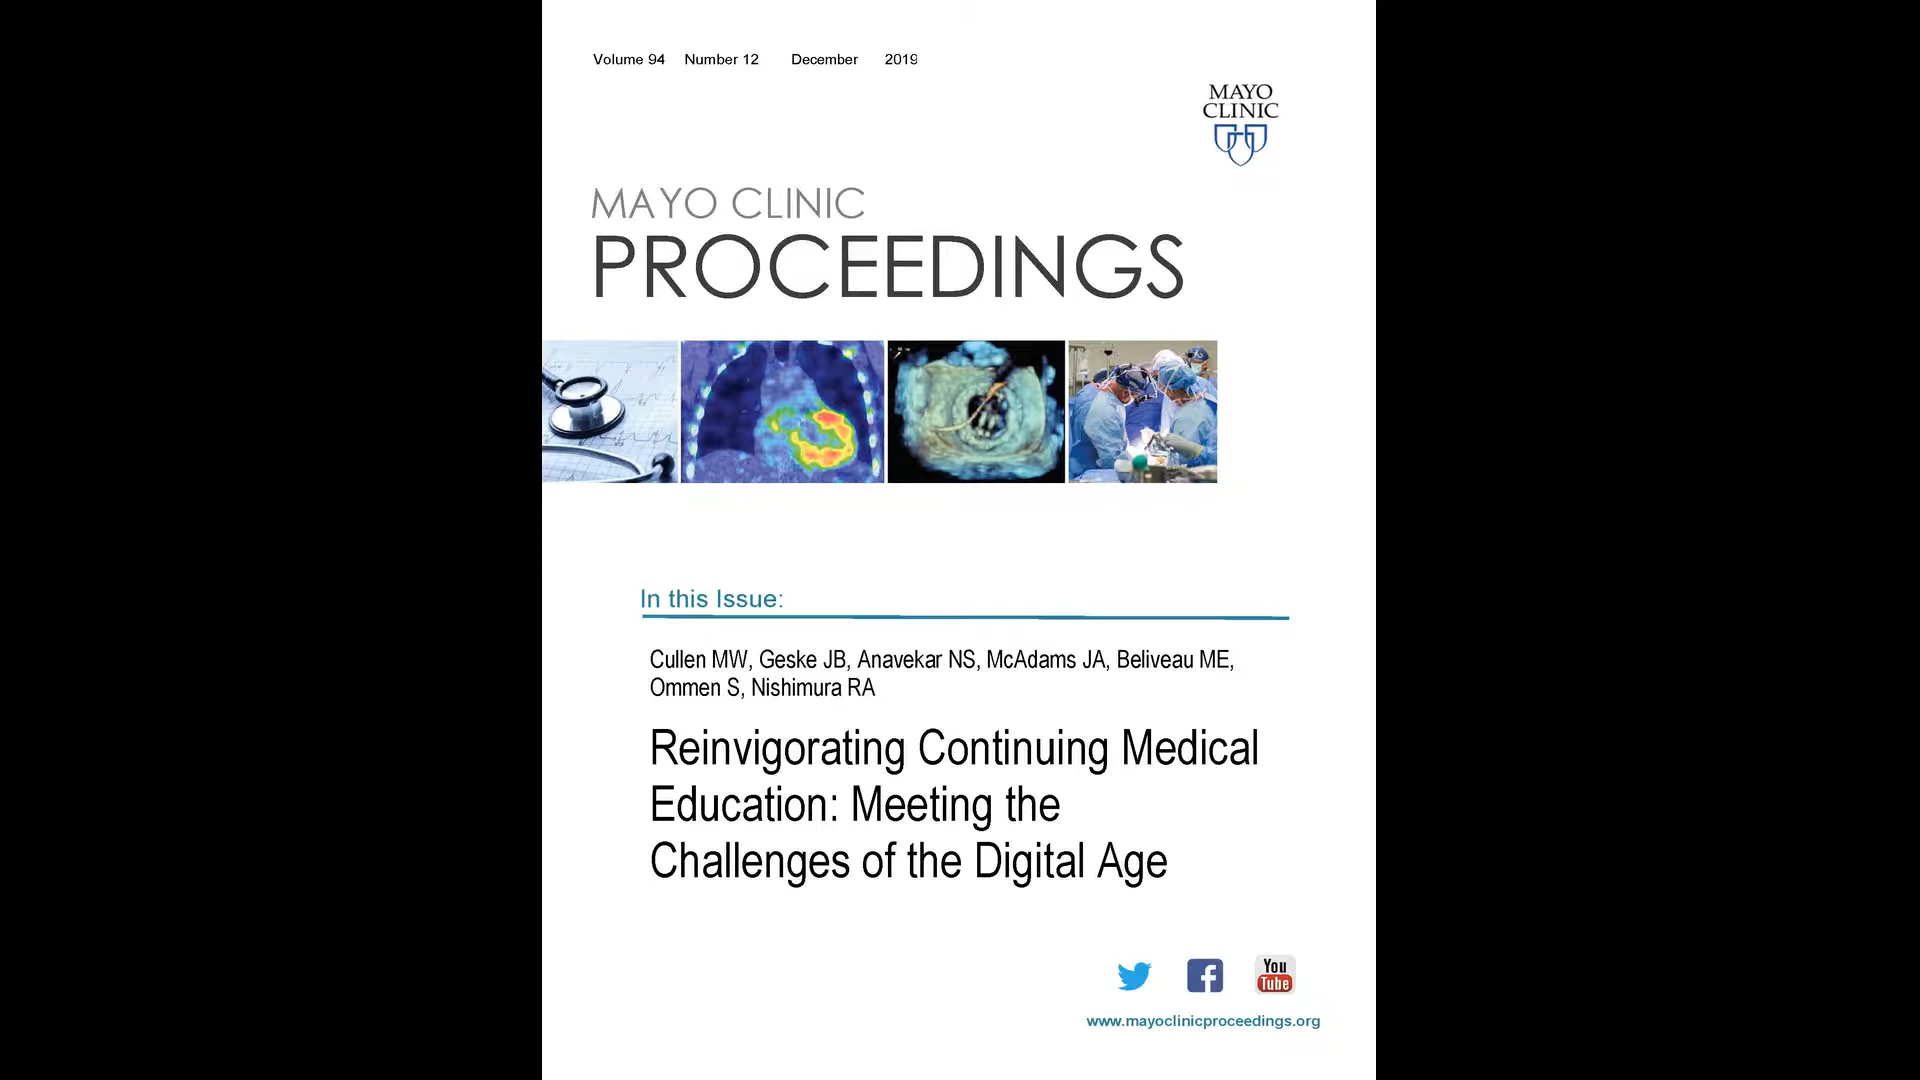 Volume 94 Number 12 December 2019
MAYO
CLINIC
MAYO CLINIC
PROCEEDINGS
In this Issue:
Cullen MW, Geske JB, Anavekar NS, McAdams JA, Beliveau ME,
Ommen S, Nishimura RA
Reinvigorating Continuing Medical
Education: Meeting the
Challenges of the Digital Age
You
Tube
www.mayoclinicproceedings.org